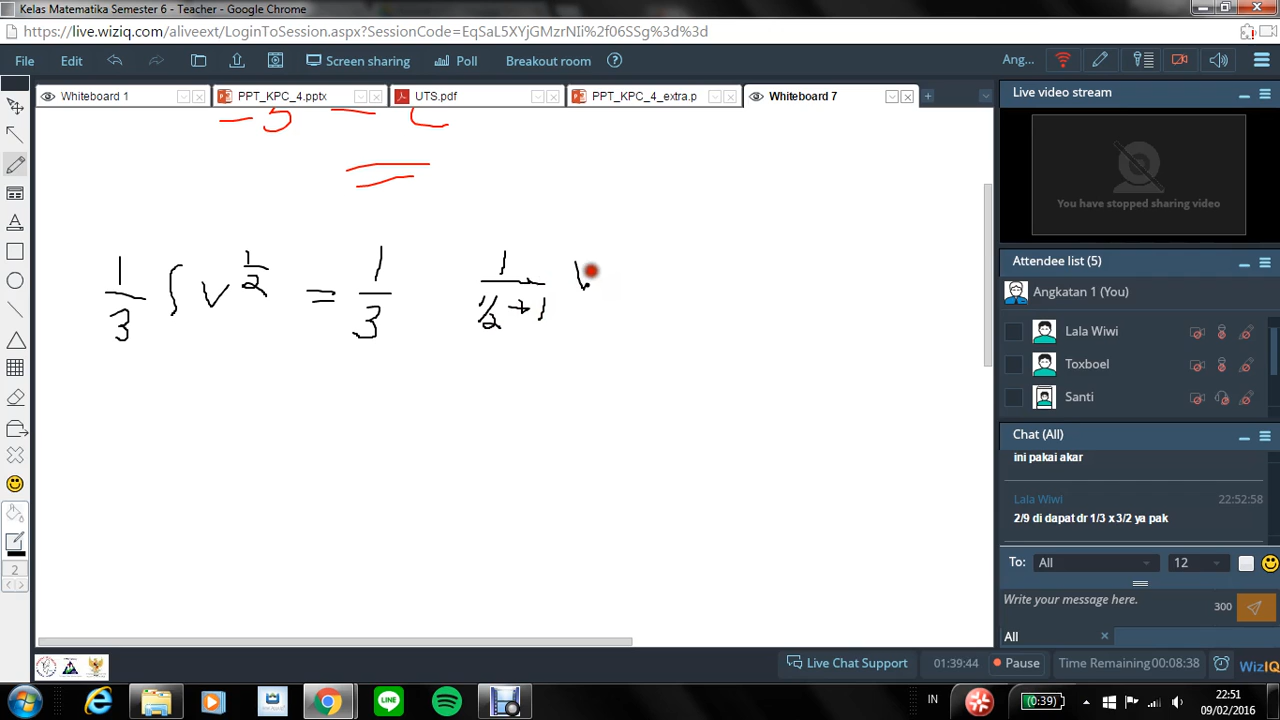 Kelas Matematika Semester 6 - Teacher - Google Chrome
https://live.wiziq.com/aliveext/LoginToSession.aspx?SessionCode=EqSaL5XYjGMzrNIi%2f06SSg%3d%3d
File Edit Screen sharing Poll Breakout room ? Ang...
Whiteboard 1 PPT_KPC_4.pptx UTS.pdf PPT_KPC_4_extra.p Whiteboard 7 +
Live video stream
You have stopped sharing video
Attendee list (5)
Angkatan 1 (You)
Lala Wiwi
Toxboel
Santi
Chat (All)
ini pakai akar
Lala Wiwi 22:52:58
2/9 di dapat dr 1/3 x 3/2 ya pak
To: All 12
Write your message here. 300
All
1/3 ∫ v^1/2 = 1/3 1/(1/2 + 1) V
2
Live Chat Support 01:39:44 Pause Time Remaining 00:08:38 WizIQ
IN (0:39) 22:51
09/02/2016